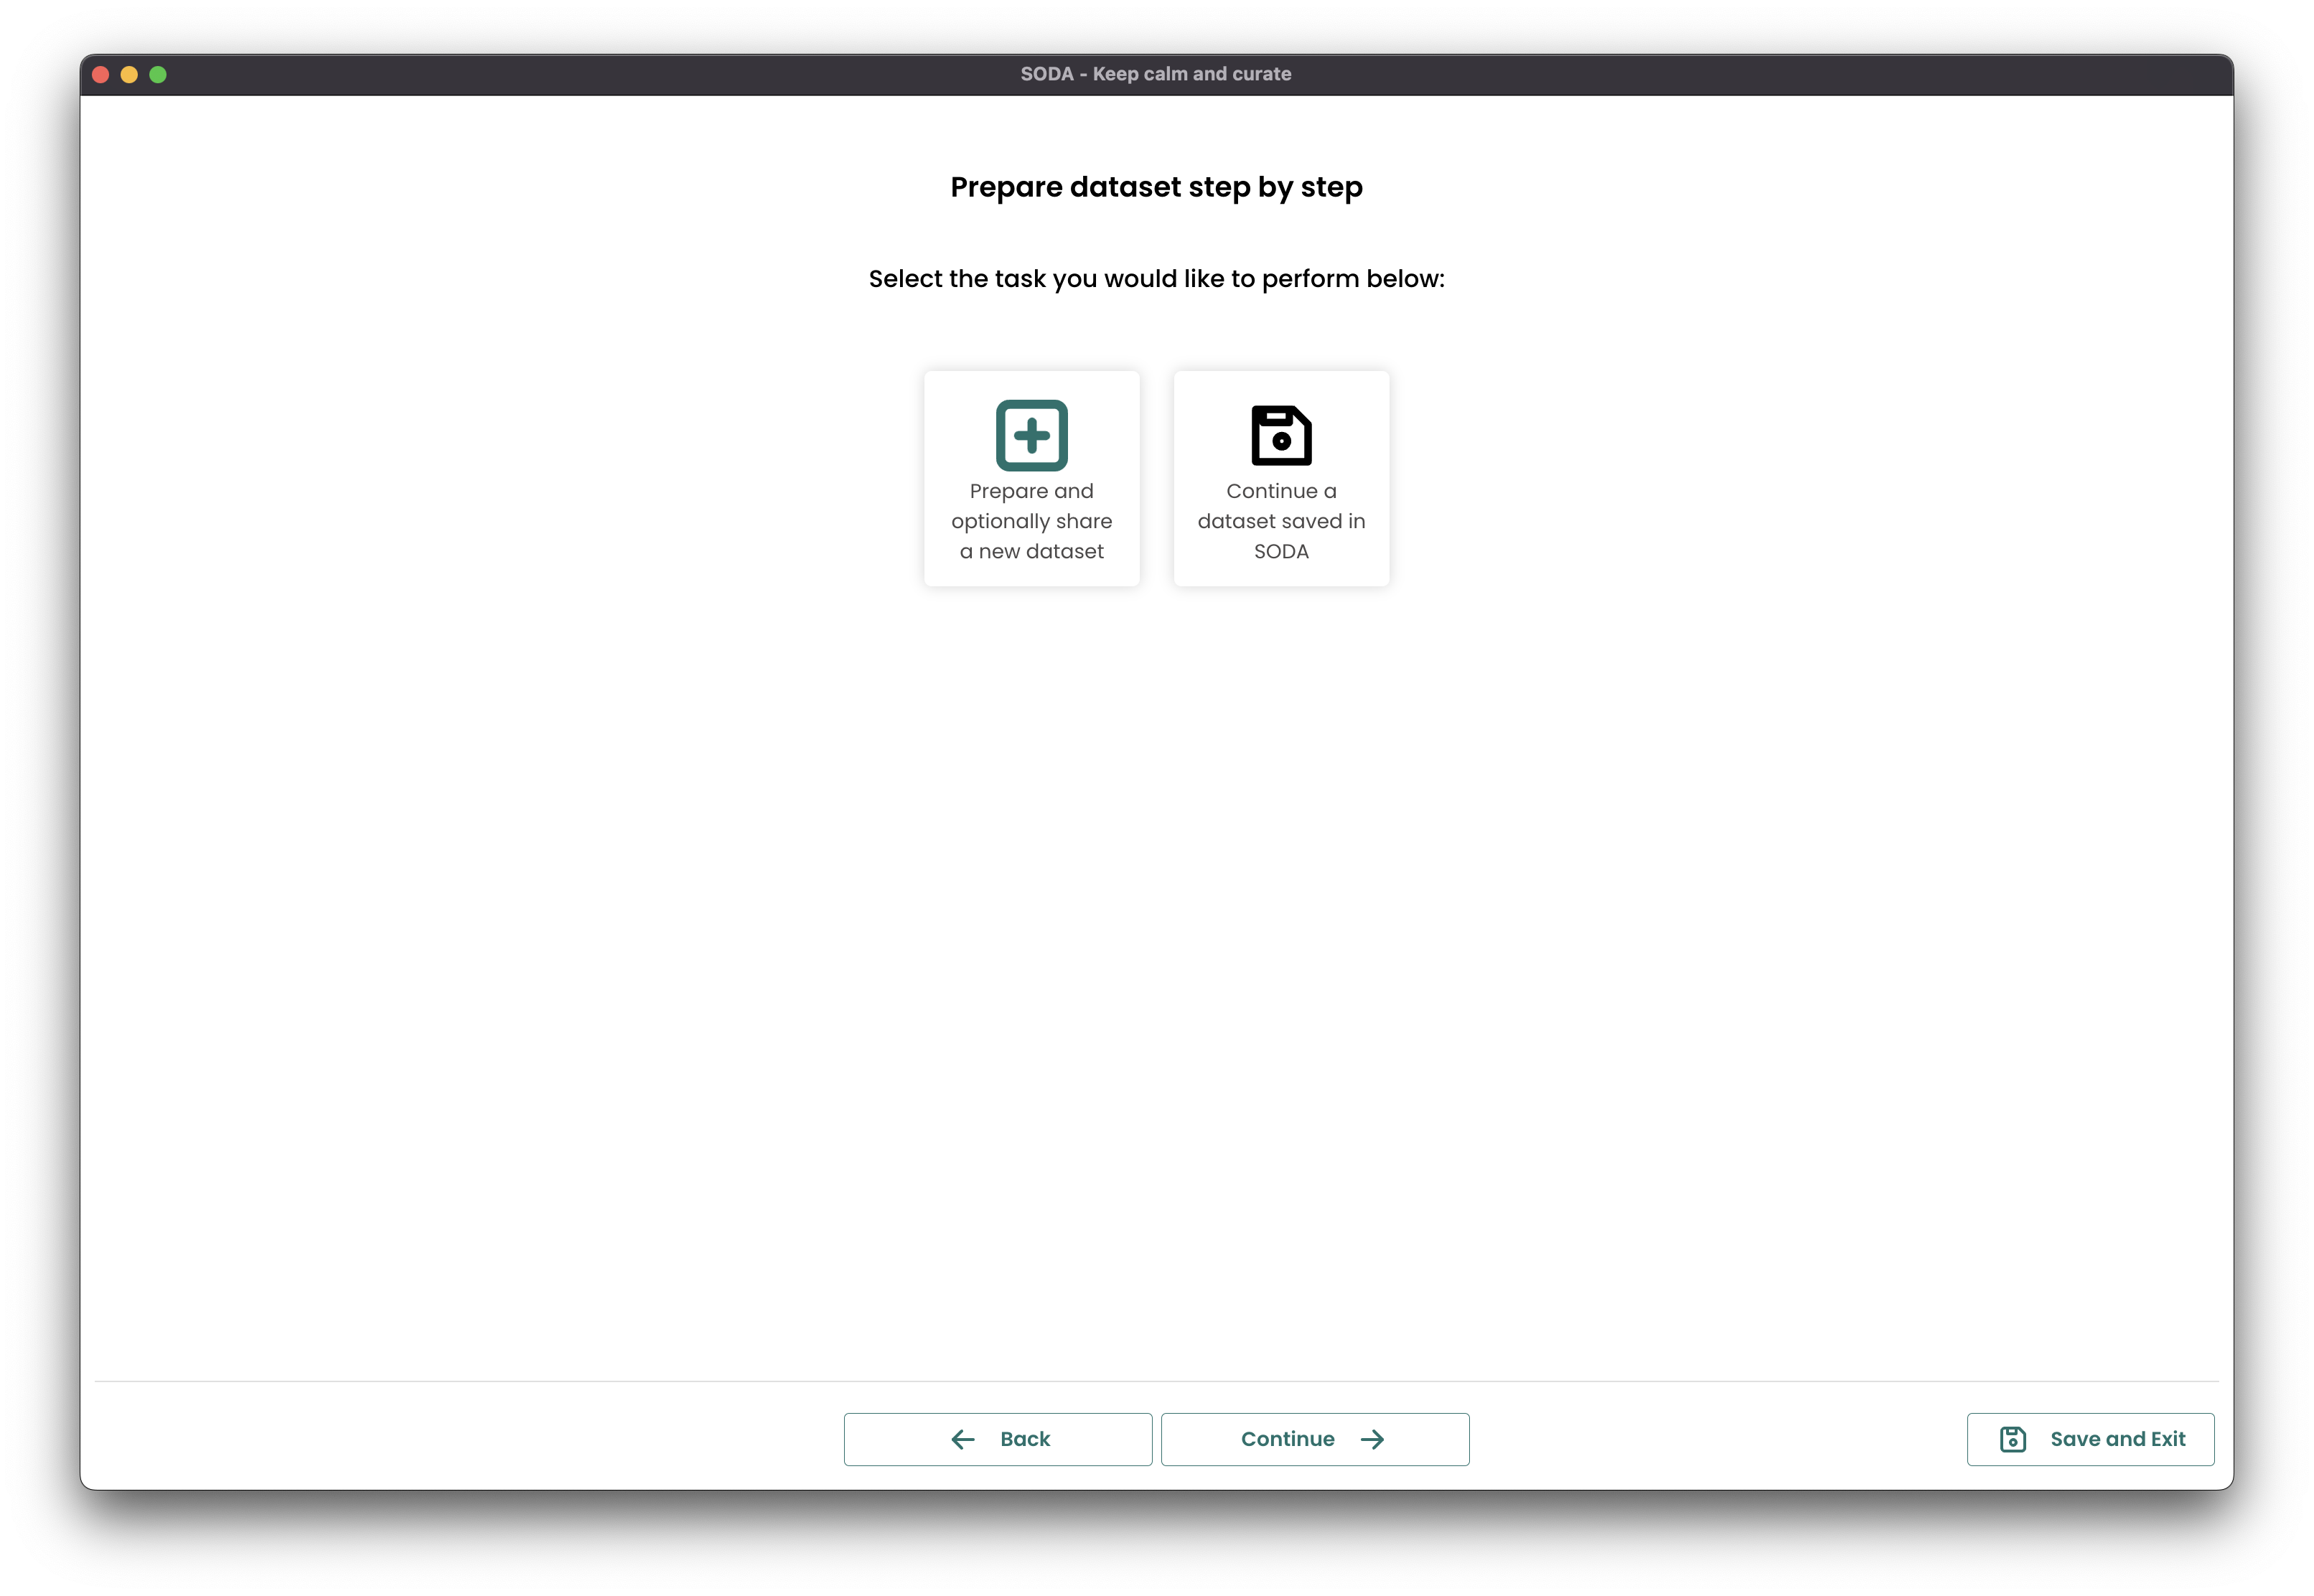 SODA - Keep calm and curate
Prepare dataset step by step
Select the task you would like to perform below:
Prepare and
optionally share
a new dataset
Continue a
dataset saved in
SODA
Back
Continue
Save and Exit